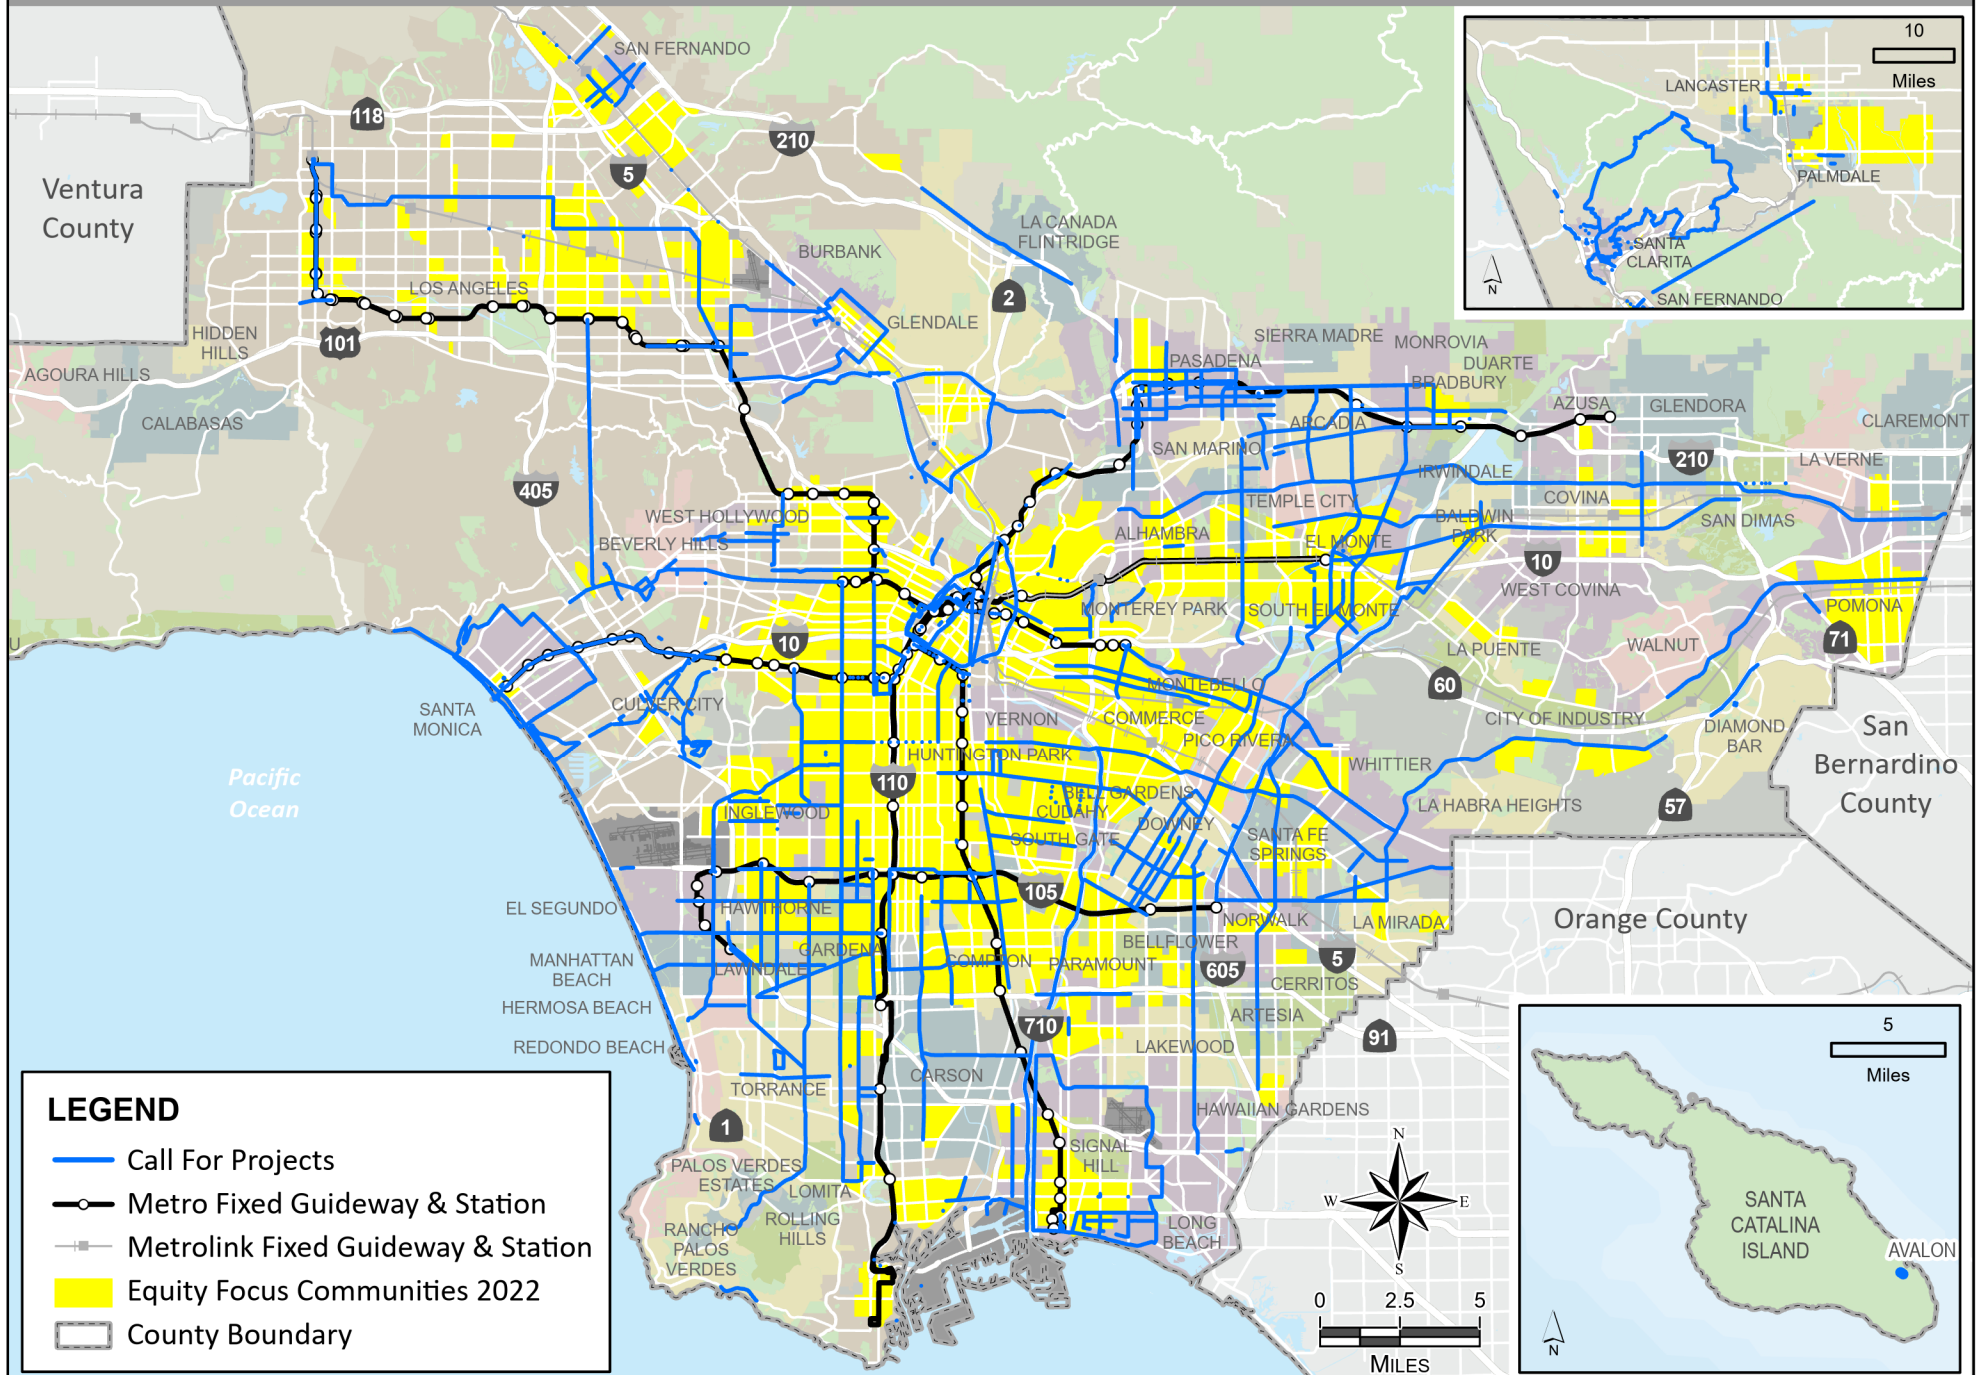 SAN FERNANDO
118
210
5
Ventura
County
LA CANADA
FLINTRIDGE
BURBANK
2
LOS ANGELES
GLENDALE
HIDDEN
HILLS
101
SIERRA MADRE
MONROVIA
DUARTE
BRADBURY
PASADENA
AGOURA HILLS
CALABASAS
AZUSA
GLENDORA
CLAREMONT
ARCADIA
SAN MARINO
210
LA VERNE
IRWINDALE
405
COVINA
TEMPLE CITY
WEST HOLLYWOOD
BALDWIN
PARK
SAN DIMAS
ALHAMBRA
BEVERLY HILLS
EL MONTE
10
WEST COVINA
MONTEREY PARK
SOUTH EL MONTE
POMONA
71
U
10
LA PUENTE
WALNUT
60
MONTEBELLO
CULVER CITY
SANTA
MONICA
VERNON
COMMERCE
CITY OF INDUSTRY
DIAMOND
BAR
San
Bernardino
County
PICO RIVERA
HUNTINGTON PARK
WHITTIER
Pacific
Ocean
110
BELL GARDENS
CUDAHY
LA HABRA HEIGHTS
57
INGLEWOOD
DOWNEY
SOUTH GATE
SANTA FE
SPRINGS
105
EL SEGUNDO
HAWTHORNE
NORWALK
LA MIRADA
Orange County
GARDENA
BELLFLOWER
MANHATTAN
BEACH
LAWNDALE
COMPTON
PARAMOUNT
605
5
CERRITOS
HERMOSA BEACH
ARTESIA
710
91
REDONDO BEACH
LAKEWOOD
CARSON
TORRANCE
HAWAIIAN GARDENS
1
SIGNAL
HILL
PALOS VERDES
ESTATES
LOMITA
ROLLING
HILLS
RANCHO
PALOS
VERDES
LONG
BEACH
N
W
E
S
0
2.5
5
MILES
LEGEND
Call For Projects
Metro Fixed Guideway & Station
Metrolink Fixed Guideway & Station
Equity Focus Communities 2022
County Boundary
10
Miles
LANCASTER
PALMDALE
SANTA
CLARITA
N
SAN FERNANDO
5
Miles
SANTA
CATALINA
ISLAND
AVALON
N